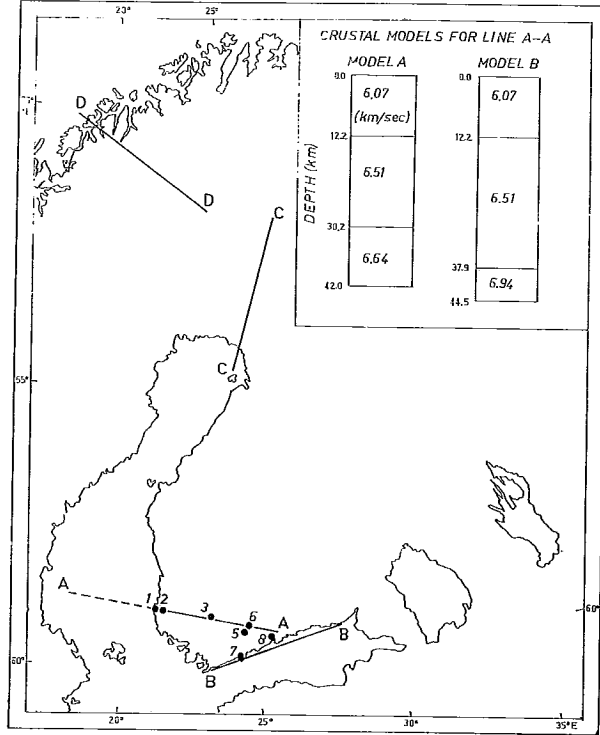 23° 25°
CRUSTAL MODELS FOR LINE A–A
MODEL A MODEL B
0.0 0.0
6,07 6,07
(km/sec)
12.2 12.2
6.51 6.51
DEPTH (km)
30,2
37.9
6,64 6.94
42.0
44.5
D
D
C
C
55°
A
1 2 3 6 A
5 8 B
7
B
60°
60°
20° 25° 30° 35°E